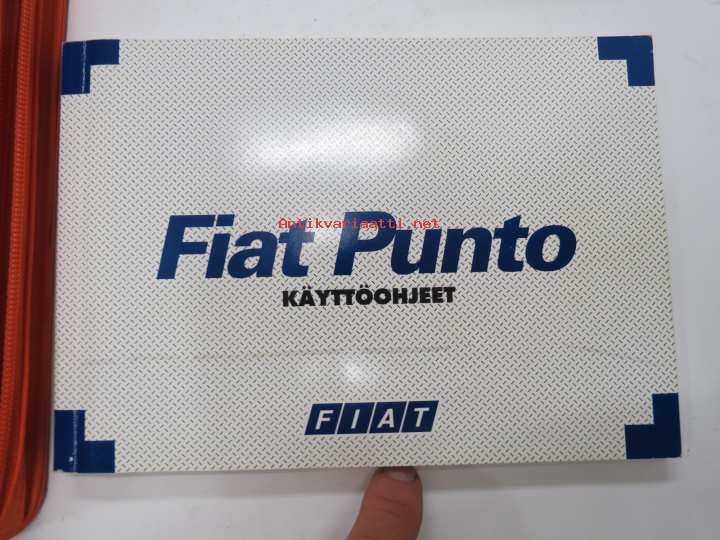 Antikvariaatti.net
Fiat Punto
KÄYTTÖOHJEET
FIAT